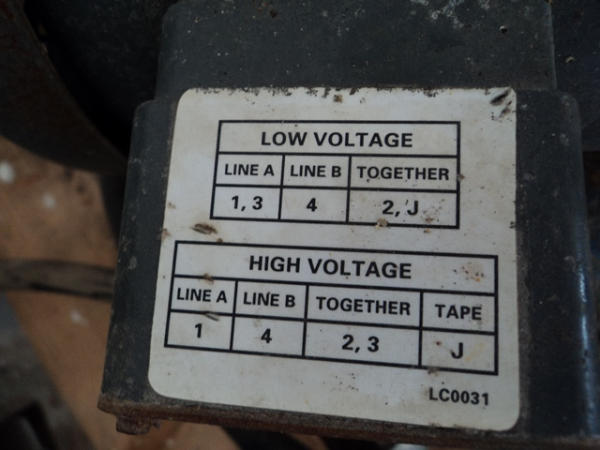 LOW VOLTAGE
LINE A LINE B TOGETHER
1, 3 4 2, J
HIGH VOLTAGE
LINE A LINE B TOGETHER TAPE
1 4 2, 3 J
LC0031